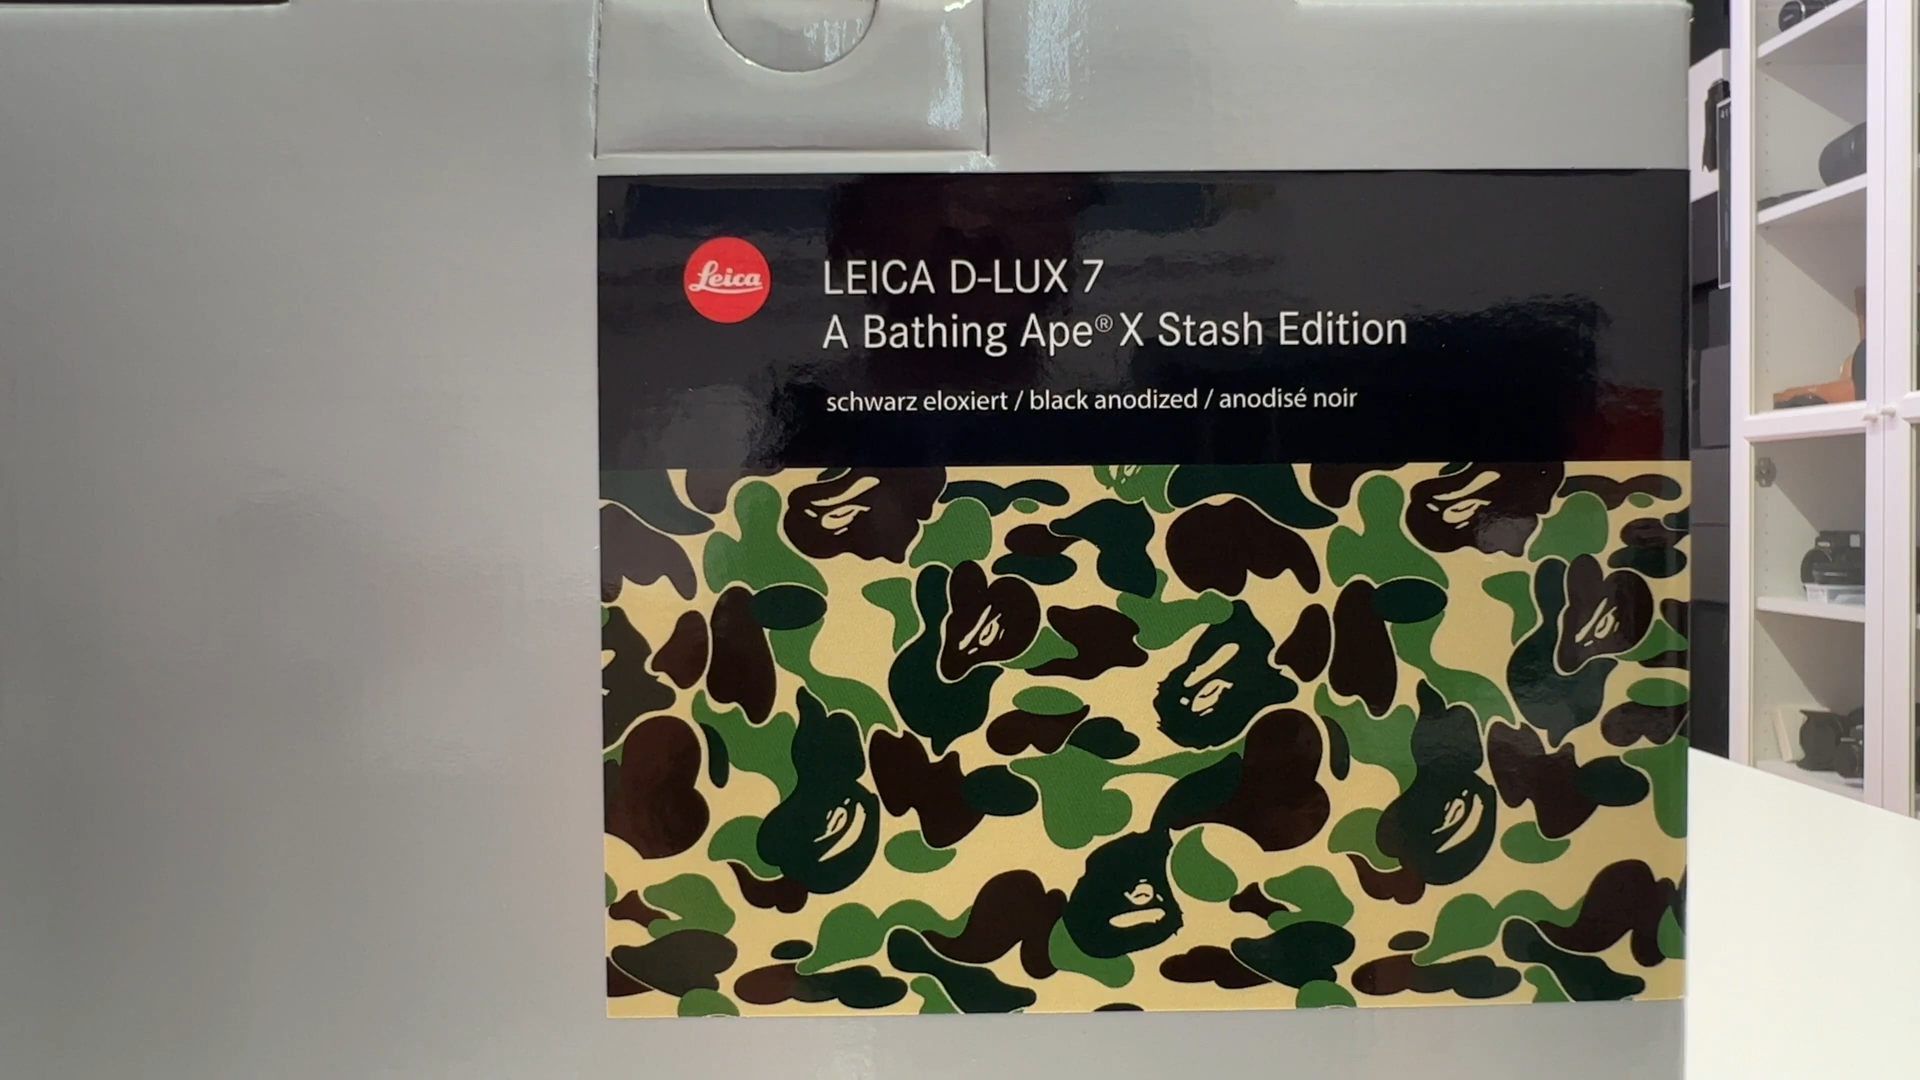 Leica
LEICA D-LUX 7
A Bathing Ape® X Stash Edition
schwarz eloxiert / black anodized / anodisé noir